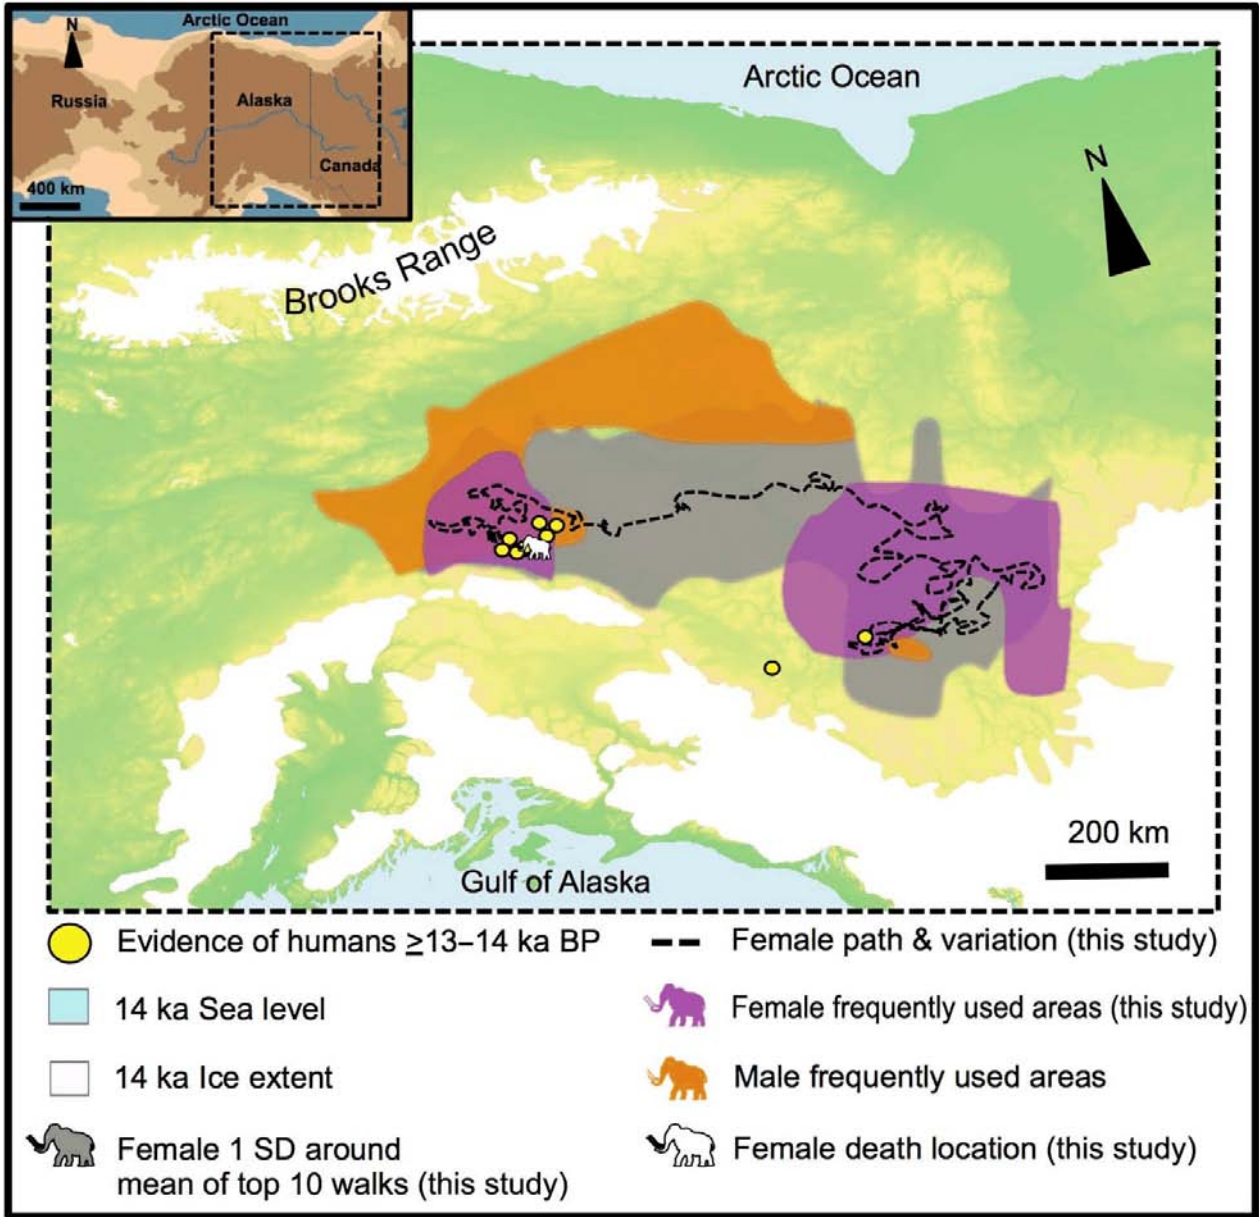 Arctic Ocean
N
Russia
Alaska
Canada
400 km
Arctic Ocean
N
Brooks Range
200 km
Gulf of Alaska
Evidence of humans ≥13–14 ka BP
14 ka Sea level
14 ka Ice extent
Female 1 SD around
mean of top 10 walks (this study)
Female path & variation (this study)
Female frequently used areas (this study)
Male frequently used areas
Female death location (this study)